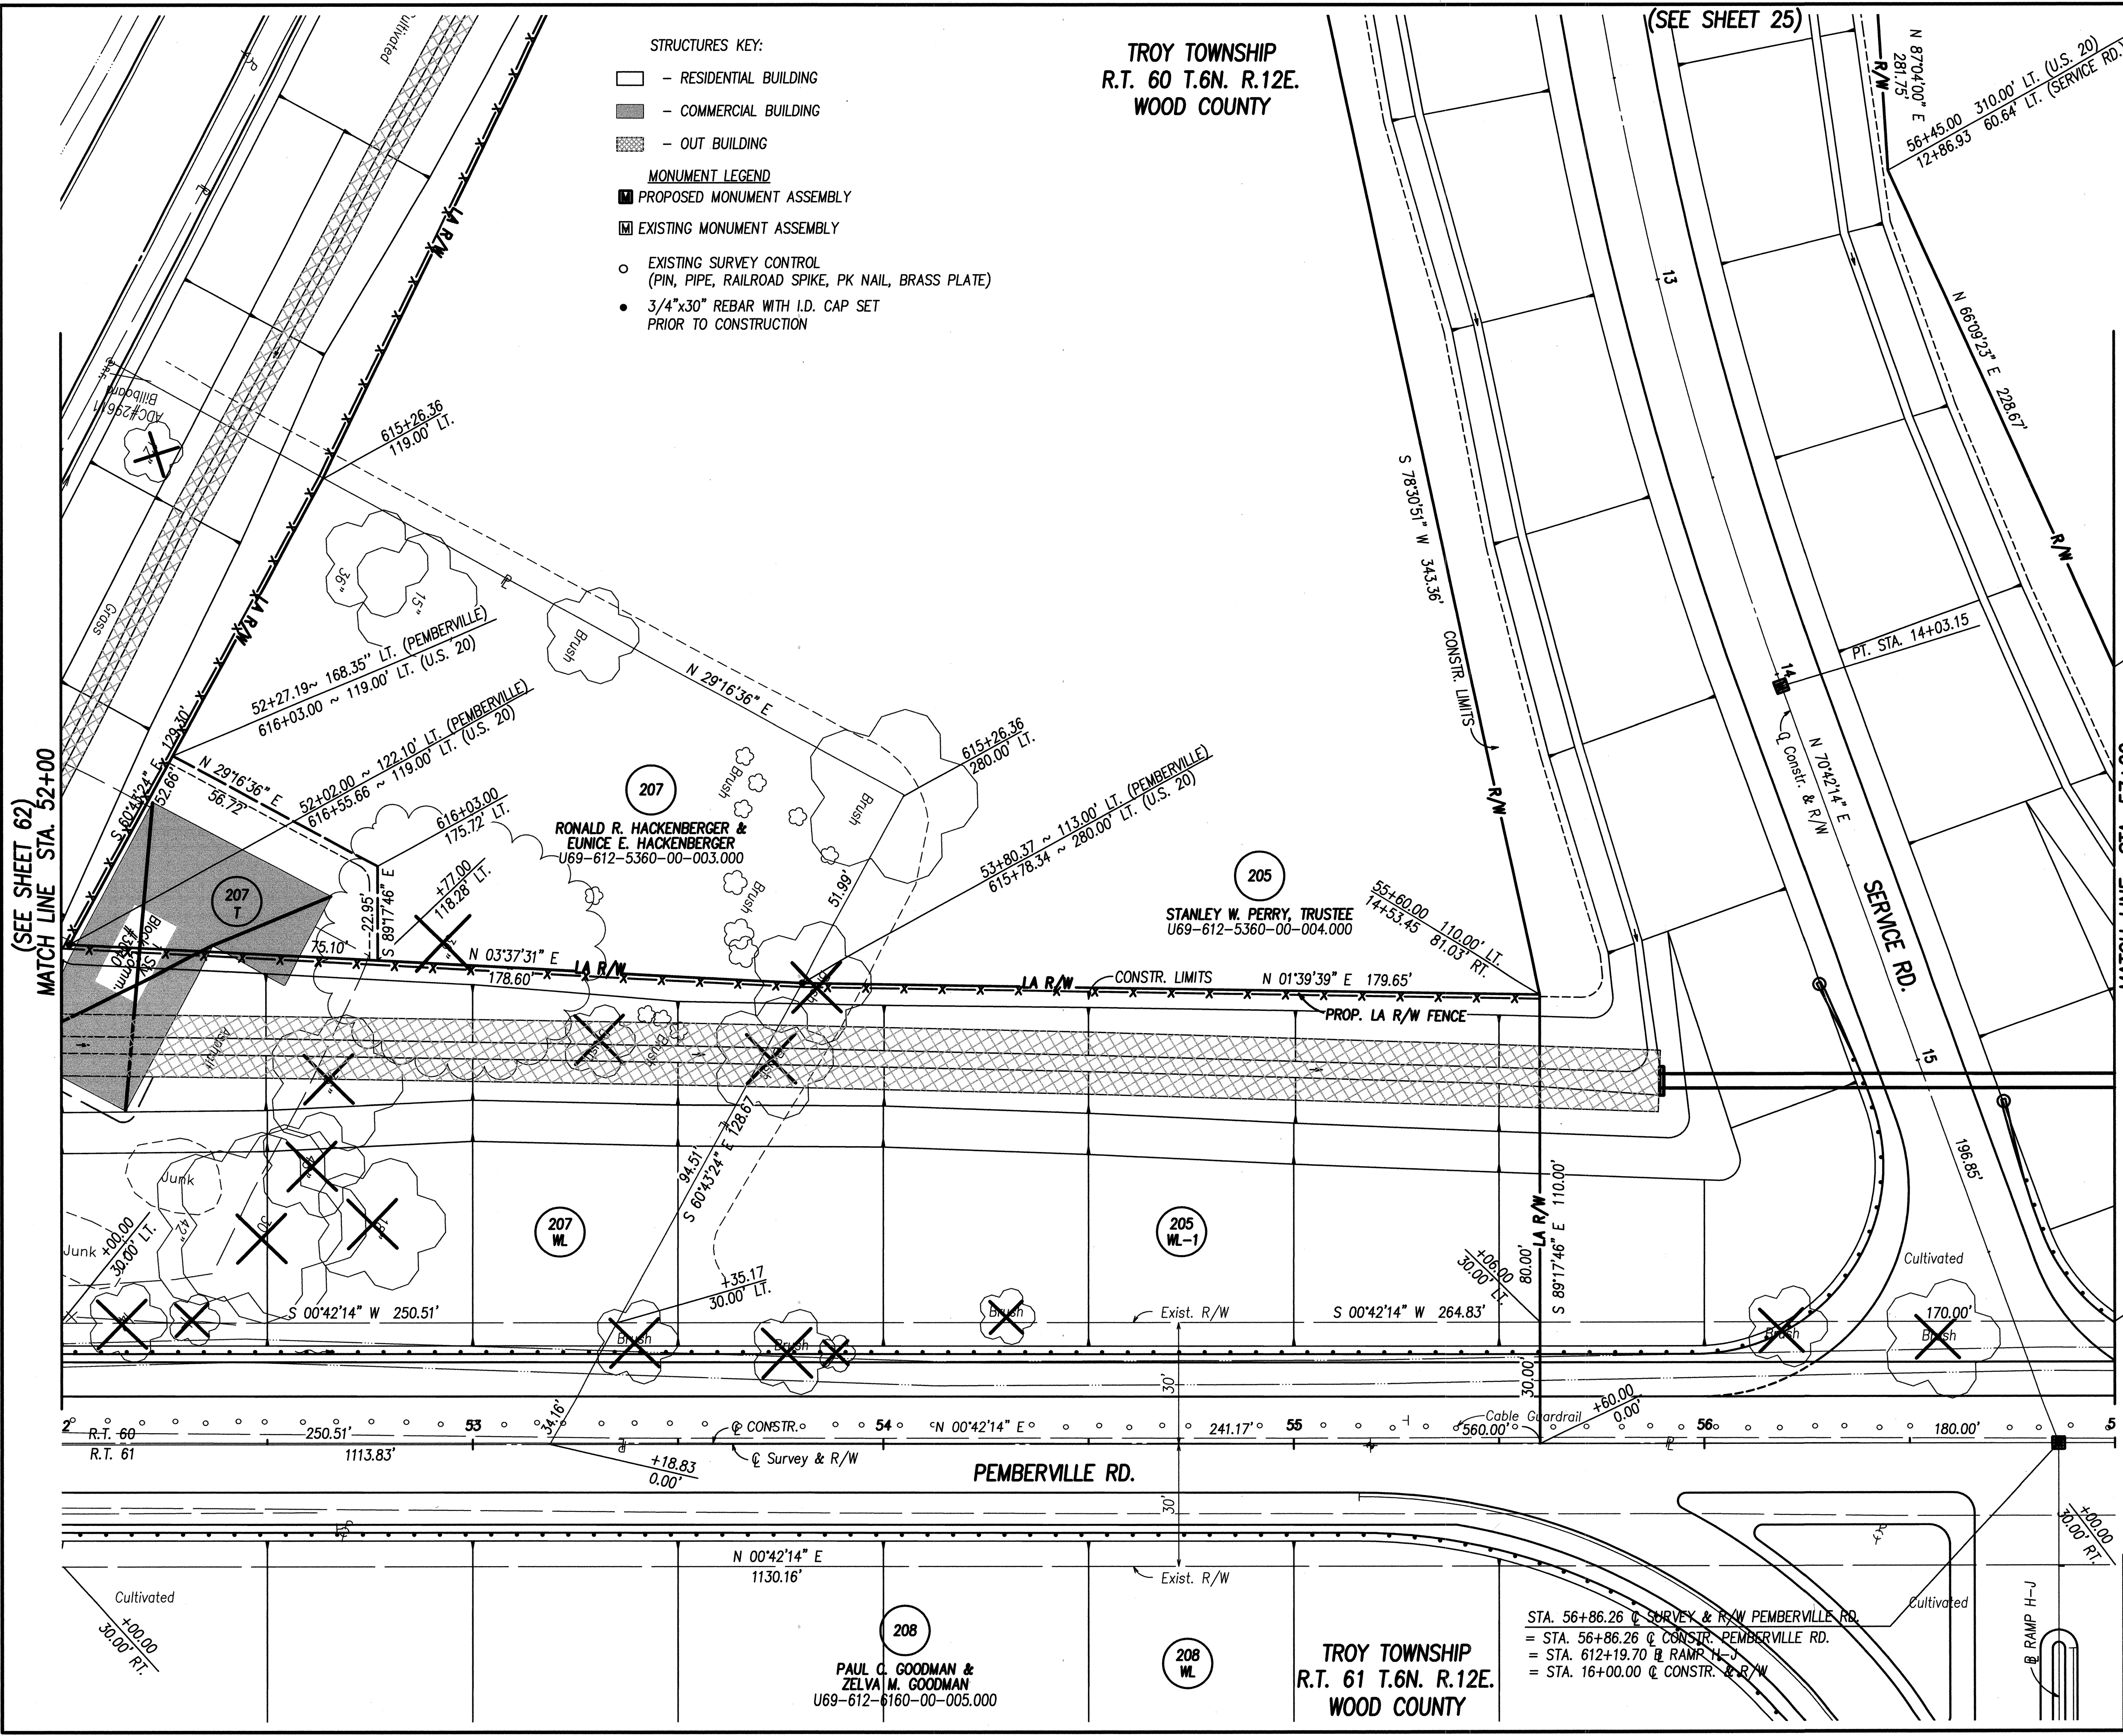 (SEE SHEET 25)
STRUCTURES KEY:
- RESIDENTIAL BUILDING
- COMMERCIAL BUILDING
- OUT BUILDING
MONUMENT LEGEND
M PROPOSED MONUMENT ASSEMBLY
M EXISTING MONUMENT ASSEMBLY
EXISTING SURVEY CONTROL
(PIN, PIPE, RAILROAD SPIKE, PK NAIL, BRASS PLATE)
3/4"x30" REBAR WITH I.D. CAP SET
PRIOR TO CONSTRUCTION
TROY TOWNSHIP
R.T. 60 T.6N. R.12E.
WOOD COUNTY
Cultivated
N 87°04'00" E
281.75'
R/W
56+45.00 310.00' LT. (U.S. 20)
12+86.93 60.64' LT. (SERVICE RD.)
N 66°09'23" E 228.67'
R/W
13
LA R/W
LA R/W
ADC#29611
Billboard
12"
615+26.36
119.00' LT.
36"
15"
Brush
Grass
S 78°30'51" W 343.36'
CONSTR. LIMITS
R/W
PT. STA. 14+03.15
14
℄ Constr. & R/W
N 70°42'14" E
SERVICE RD.
52+27.19~ 168.35" LT. (PEMBERVILLE)
616+03.00 ~ 119.00' LT. (U.S. 20)
52+02.00 ~ 122.10' LT. (PEMBERVILLE)
616+55.66 ~ 119.00' LT. (U.S. 20)
N 29°16'36" E
615+26.36
280.00' LT.
129.30'
S 60°43'24" E
52.66'
N 29°16'36" E
56.72'
616+03.00
175.72' LT.
22.95'
S 89°17'46" E
+77.00
118.28' LT.
(SEE SHEET 62)
MATCH LINE STA. 52+00
207
RONALD R. HACKENBERGER &
EUNICE E. HACKENBERGER
U69-612-5360-00-003.000
Brush
Brush
Brush
51.99'
53+80.37 ~ 113.00' LT. (PEMBERVILLE)
615+78.34 ~ 280.00' LT. (U.S. 20)
205
STANLEY W. PERRY, TRUSTEE
U69-612-5360-00-004.000
55+60.00 110.00' LT.
14+53.45 81.03' RT.
207
T
75.10'
N 03°37'31" E
178.60'
LA R/W
LA R/W
CONSTR. LIMITS
N 01°39'39" E 179.65'
PROP. LA R/W FENCE
15
196.85'
Asphalt
Brush
94.51'
S 60°43'24" E 128.67'
Junk
Junk
42"
30"
18"
+00.00
30.00' LT.
207
WL
205
WL-1
+35.17
30.00' LT.
+06.00
30.00' LT.
LA R/W
80.00'
S 89°17'46" E 110.00'
Cultivated
S 00°42'14" W 250.51'
Brush
Brush
Brush
Exist. R/W
S 00°42'14" W 264.83'
Brush
170.00'
Brush
34.16'
30'
30.00'
+60.00
0.00'
Cable Guardrail
2
R.T. 60
R.T. 61
250.51'
1113.83'
53
℄ CONSTR.
℄ Survey & R/W
54
N 00°42'14" E
241.17'
55
560.00'
56
180.00'
5
+18.83
0.00'
PEMBERVILLE RD.
30'
+00.00
30.00' RT.
N 00°42'14" E
1130.16'
Exist. R/W
Cultivated
+00.00
30.00' RT.
208
PAUL C. GOODMAN &
ZELVA M. GOODMAN
U69-612-6160-00-005.000
208
WL
TROY TOWNSHIP
R.T. 61 T.6N. R.12E.
WOOD COUNTY
STA. 56+86.26 ℄ SURVEY & R/W PEMBERVILLE RD.
= STA. 56+86.26 ℄ CONSTR. PEMBERVILLE RD.
= STA. 612+19.70 B RAMP H-J
= STA. 16+00.00 ℄ CONSTR. & R/W
Cultivated
B RAMP H-J